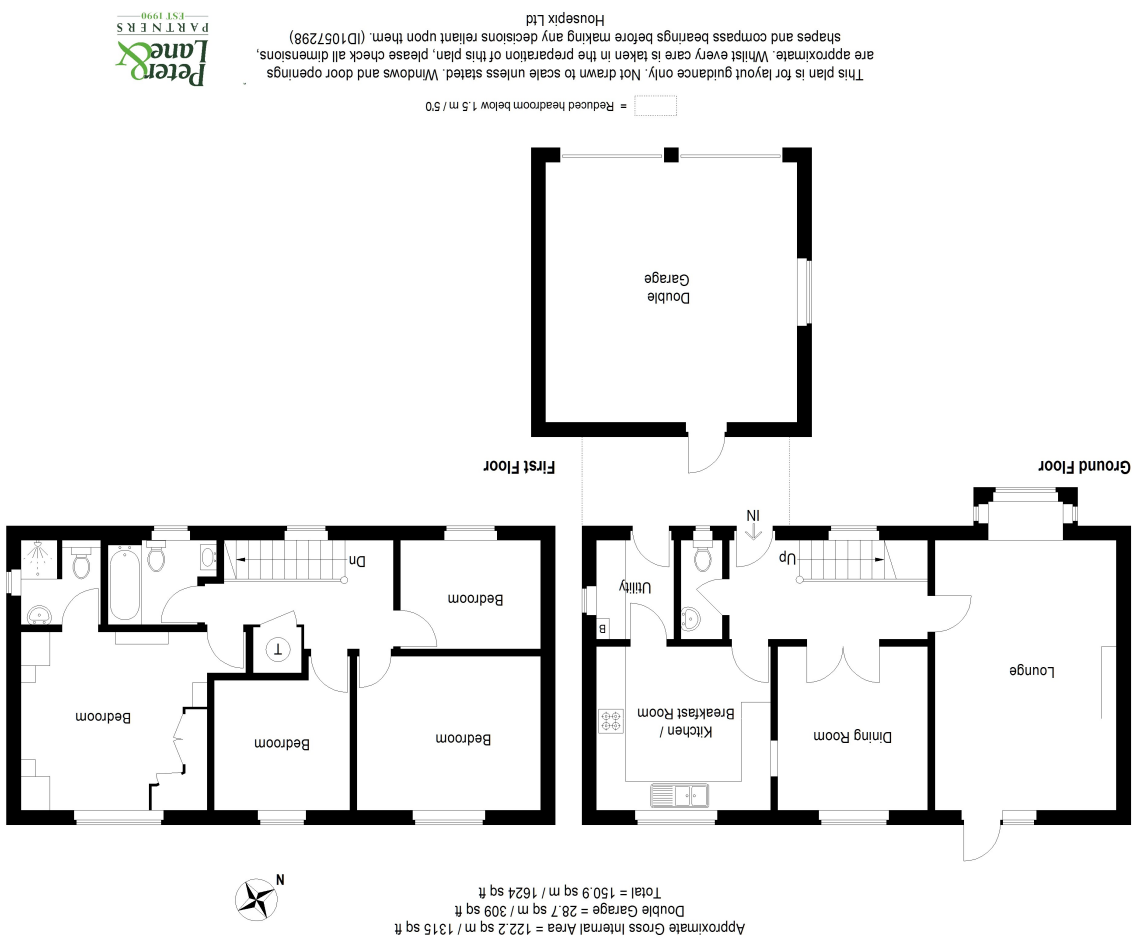 Approximate Gross Internal Area = 122.2 sq m / 1315 sq ft
Double Garage = 28.7 sq m / 309 sq ft
Total = 150.9 sq m / 1624 sq ft
N
Lounge
Dining Room
Kitchen /
Breakfast Room
B
Utility
Up
IN
Ground Floor
Bedroom
Bedroom
Bedroom
T
Bedroom
Dn
First Floor
Double
Garage
= Reduced headroom below 1.5 m / 5'0
This plan is for layout guidance only. Not drawn to scale unless stated. Windows and door openings
are approximate. Whilst every care is taken in the preparation of this plan, please check all dimensions,
shapes and compass bearings before making any decisions reliant upon them. (ID1057298)
Housepix Ltd
Peter
Lane &
PARTNERS
EST 1990